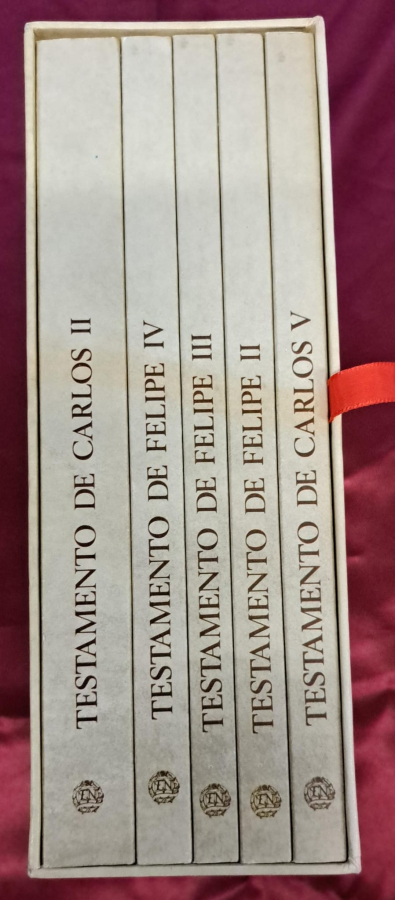 TESTAMENTO DE CARLOS II
TESTAMENTO DE FELIPE IV
TESTAMENTO DE FELIPE III
TESTAMENTO DE FELIPE II
TESTAMENTO DE CARLOS V